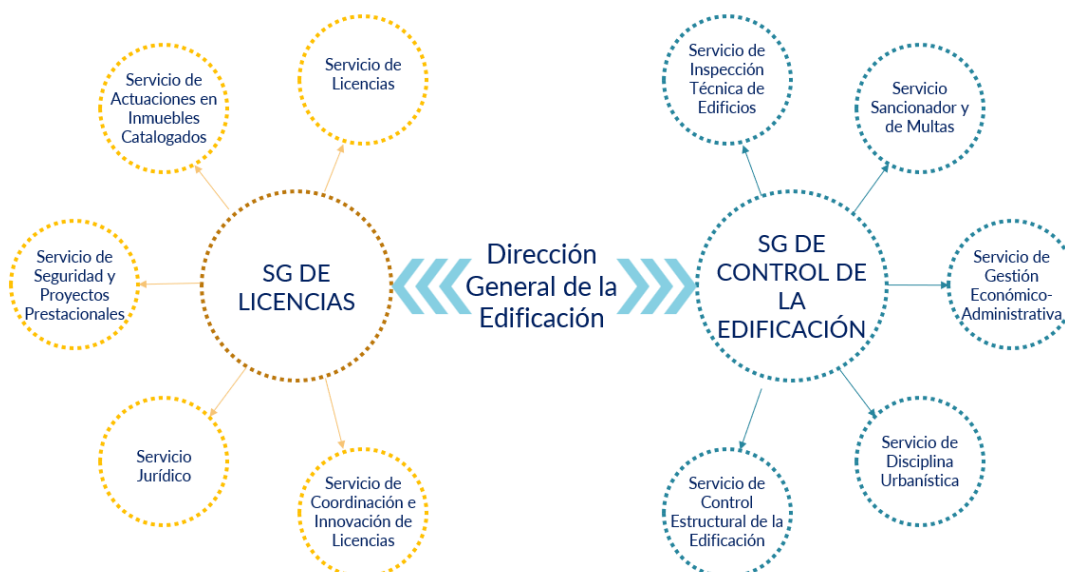 Servicio de
Licencias
Servicio de
Actuaciones en
Inmuebles
Catalogados
Servicio de
Seguridad y
Proyectos
Prestacionales
Servicio
Jurídico
Servicio de
Coordinación e
Innovación de
Licencias
SG DE
LICENCIAS
Dirección
General de la
Edificación
SG DE
CONTROL DE
LA
EDIFICACIÓN
Servicio de
Inspección
Técnica de
Edificios
Servicio
Sancionador y
de Multas
Servicio de
Gestión
Económico-
Administrativa
Servicio de
Disciplina
Urbanística
Servicio de
Control
Estructural de la
Edificación